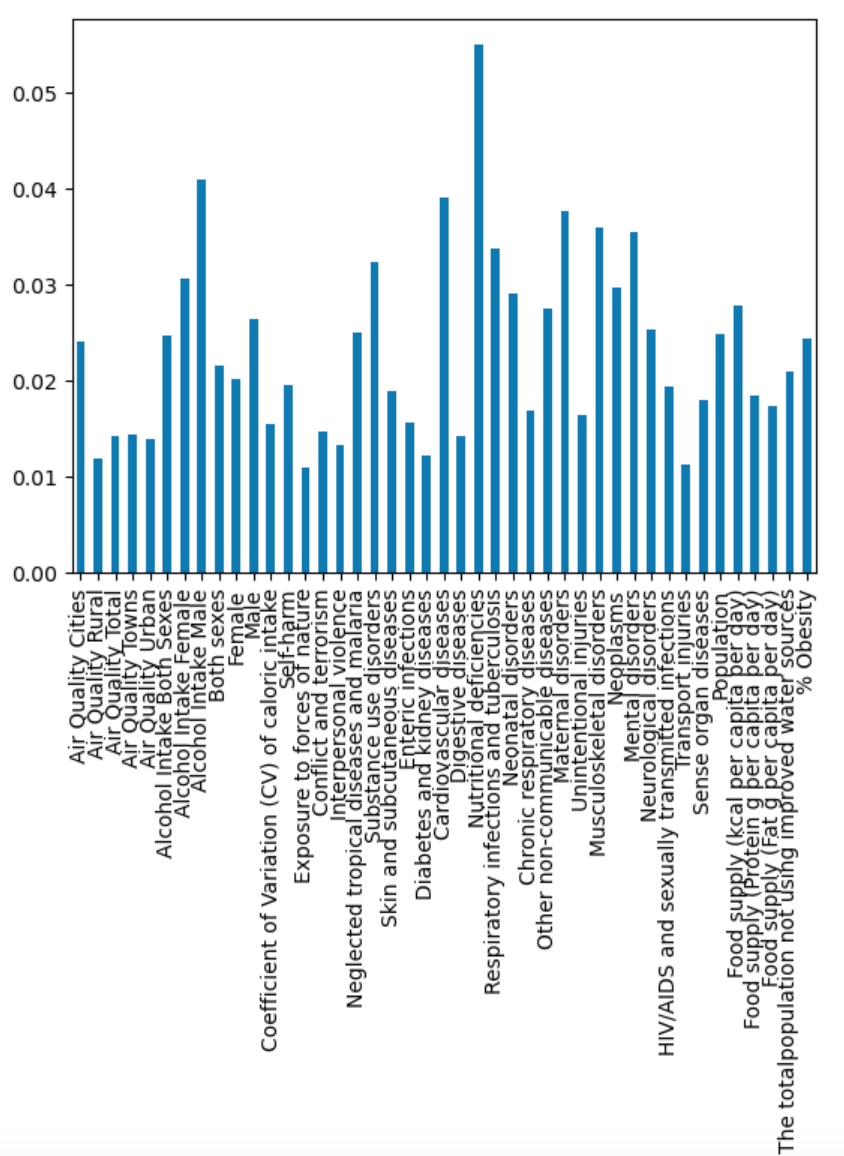 0.05
0.04
0.03
0.02
0.01
0.00
Air Quality Cities
Air Quality Rural
Air Quality Total
Air Quality Towns
Air Quality Urban
Alcohol Intake Both Sexes
Alcohol Intake Female
Alcohol Intake Male
Both sexes
Female
Male
Coefficient of Variation (CV) of caloric intake
Self-harm
Exposure to forces of nature
Conflict and terrorism
Interpersonal violence
Neglected tropical diseases and malaria
Substance use disorders
Skin and subcutaneous diseases
Enteric infections
Diabetes and kidney diseases
Cardiovascular diseases
Digestive diseases
Nutritional deficiencies
Respiratory infections and tuberculosis
Neonatal disorders
Chronic respiratory diseases
Other non-communicable diseases
Maternal disorders
Unintentional injuries
Musculoskeletal disorders
Neoplasms
Mental disorders
Neurological disorders
HIV/AIDS and sexually transmitted infections
Transport injuries
Sense organ diseases
Population
Food supply (kcal per capita per day)
Food supply (Protein g per capita per day)
Food supply (Fat g per capita per day)
The totalpopulation not using improved water sources
% Obesity